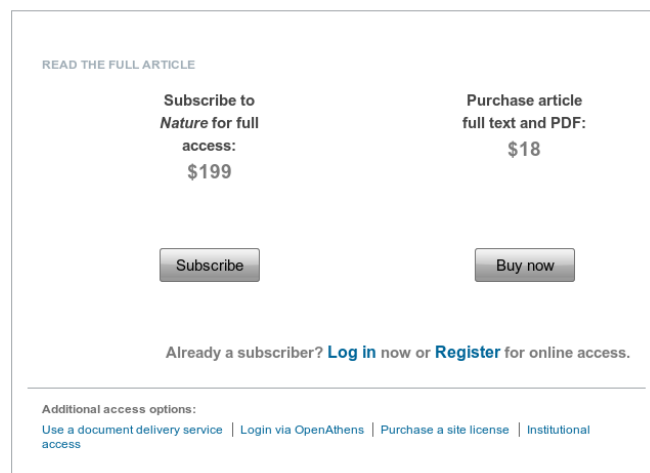 READ THE FULL ARTICLE
Subscribe to
Nature for full
access:
$199
Purchase article
full text and PDF:
$18
Subscribe
Buy now
Already a subscriber? Log in now or Register for online access.
Additional access options:
Use a document delivery service | Login via OpenAthens | Purchase a site license | Institutional
access